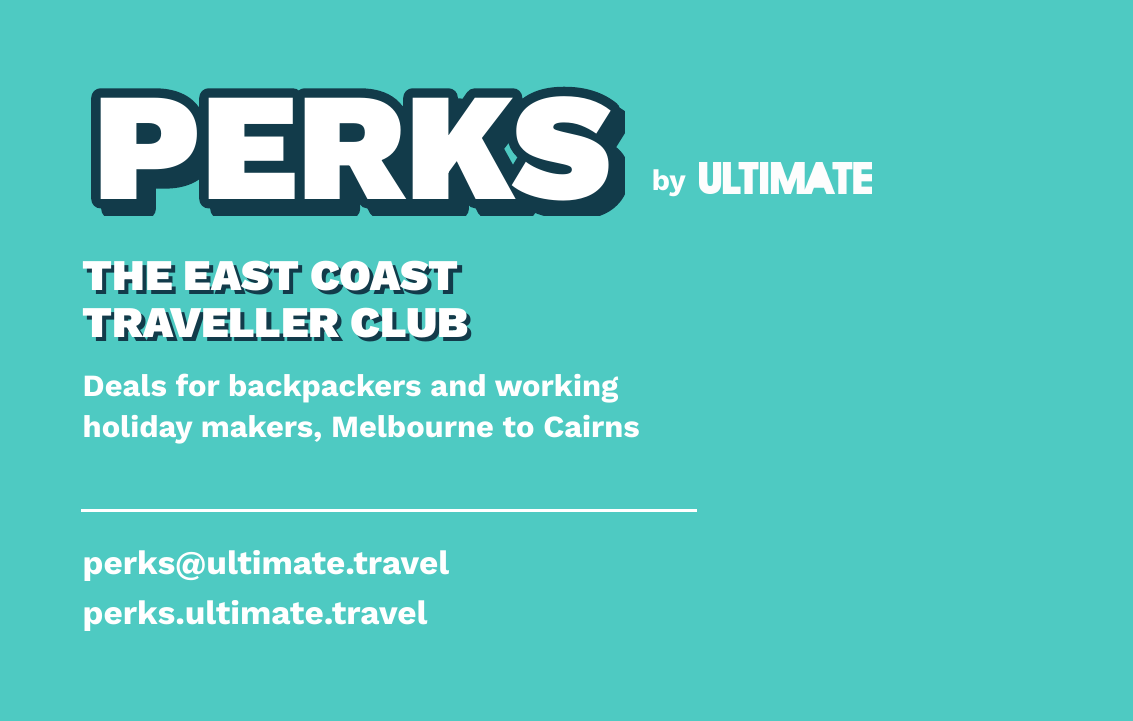 PERKS by ULTIMATE
THE EAST COAST
TRAVELLER CLUB
Deals for backpackers and working
holiday makers, Melbourne to Cairns
perks@ultimate.travel
perks.ultimate.travel